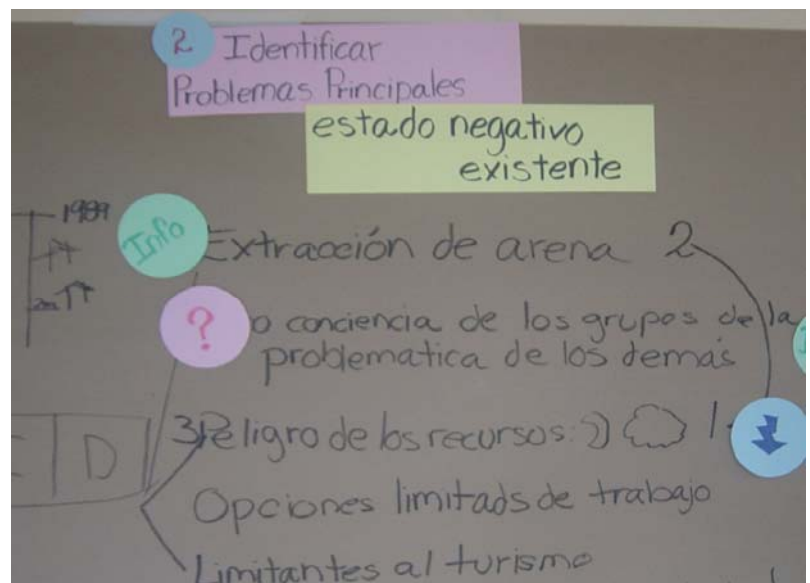 2 Identificar
Problemas Principales
estado negativo
existente
1989
Info
Extracción de arena 2
?
o conciencia de los grupos de la
problematica de los demás
3 Peligro de los recursos: 1
E D
Opciones limitads de trabajo
Limitantes al turismo